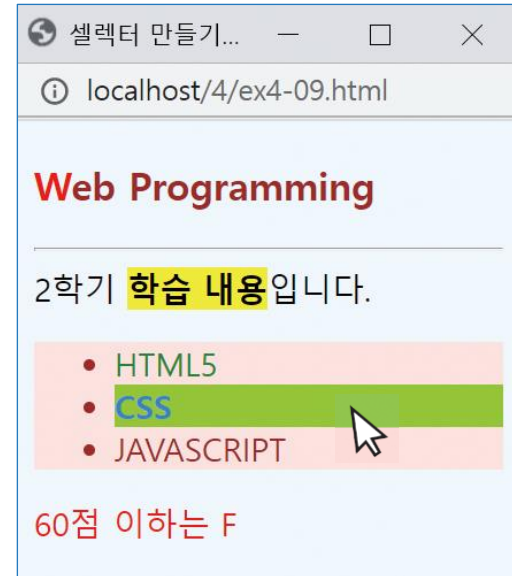 셀렉터 만들기...
localhost/4/ex4-09.html
Web Programming
2학기 학습 내용입니다.
• HTML5
• CSS
• JAVASCRIPT
60점 이하는 F